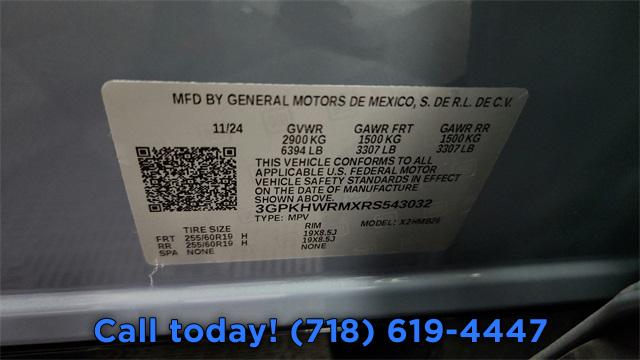 MFD BY GENERAL MOTORS DE MEXICO, S. DE R.L. DE C.V.
11/24 GVWR GAWR FRT GAWR RR
2900 KG 1500 KG 1500 KG
6394 LB 3307 LB 3307 LB
THIS VEHICLE CONFORMS TO ALL
APPLICABLE U.S. FEDERAL MOTOR
VEHICLE SAFETY STANDARDS IN EFFECT
ON THE DATE OF MANUFACTURE
SHOWN ABOVE.
3GPKHWRMXRS543032
TYPE: MPV MODEL: X2HMB26
TIRE SIZE RIM
FRT 255/60R19 H 19X8.5J
RR 255/60R19 H 19X8.5J
SPA NONE NONE
Call today! (718) 619-4447